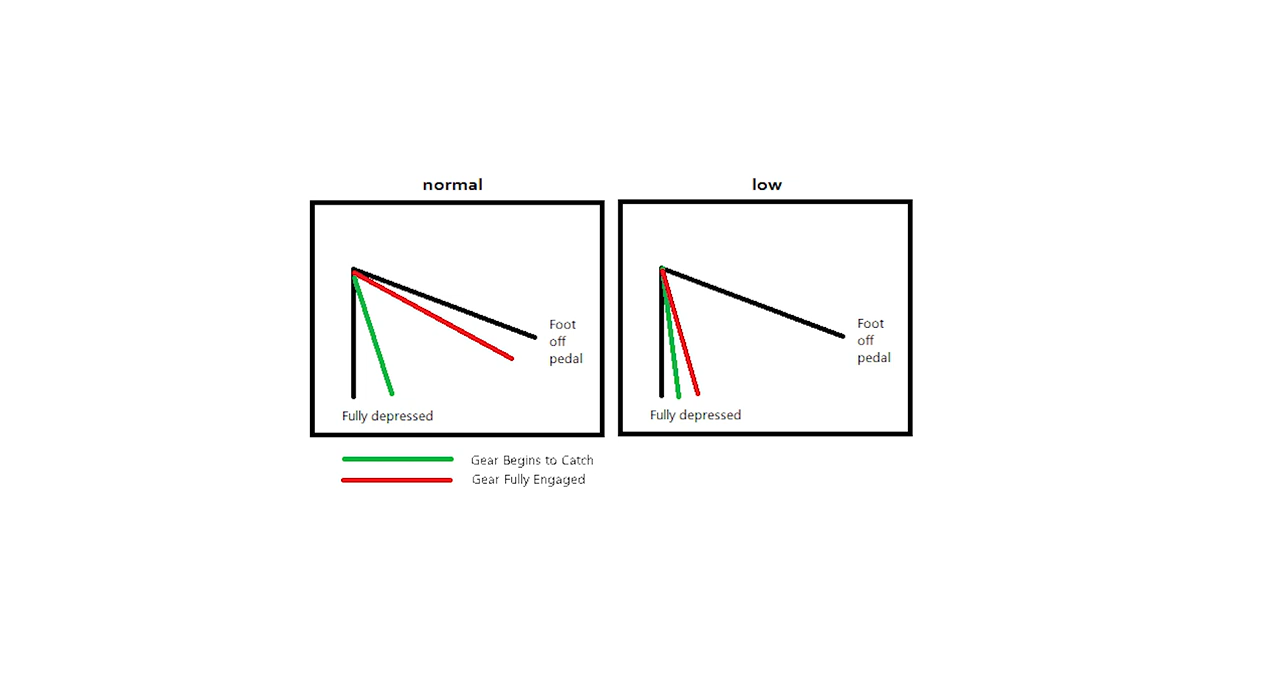 normal
low
Foot
off
pedal
Fully depressed
Foot
off
pedal
Fully depressed
Gear Begins to Catch
Gear Fully Engaged